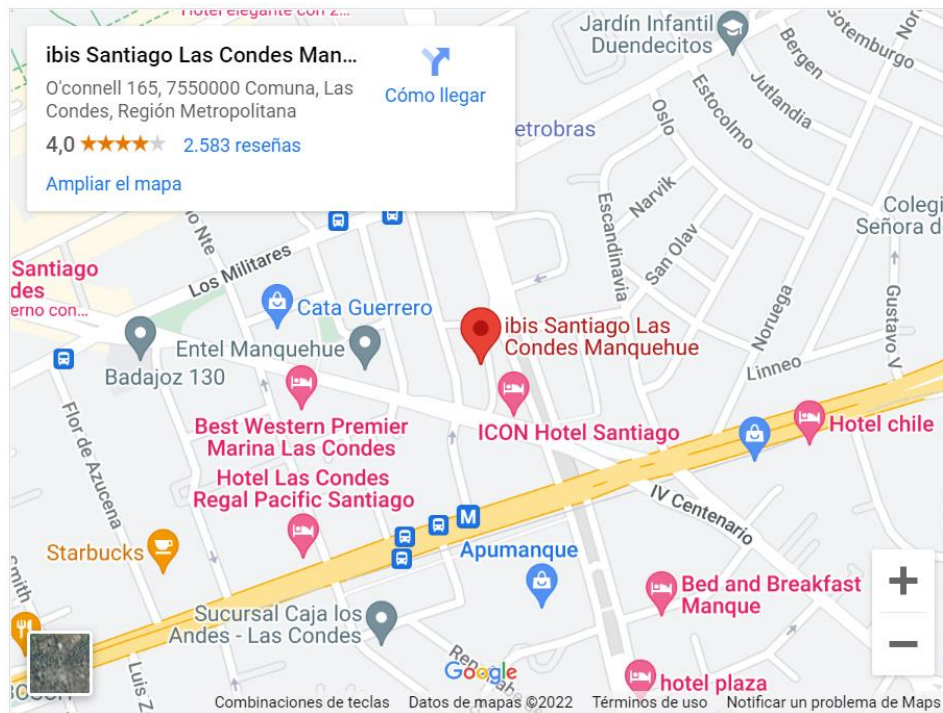 Hotel elegante con 2...
ibis Santiago Las Condes Man...
O'connell 165, 7550000 Comuna, Las
Condes, Región Metropolitana
4,0
2.583 reseñas
Ampliar el mapa
Cómo llegar
Jardín Infantil
Duendecitos
Gotemburgo
Bergen
Jutlandia
Estocolmo
Oslo
etrobras
Narvik
Escandinavia
San Olav
Colegi
Señora d
Nte
Los Militares
Santiago
des
erno con...
Cata Guerrero
Entel Manquehue
Badajoz 130
ibis Santiago Las
Condes Manquehue
Noruega
Gustavo V
Linneo
Best Western Premier
Marina Las Condes
ICON Hotel Santiago
Hotel chile
Hotel Las Condes
Regal Pacific Santiago
Flor de Azucena
M
IV Centenario
Starbucks
Apumanque
smith
Bed and Breakfast
Manque
Sucursal Caja los
Andes - Las Condes
+
−
Luis Z
Google
hotel plaza
Combinaciones de teclas
Datos de mapas ©2022
Términos de uso
Notificar un problema de Maps